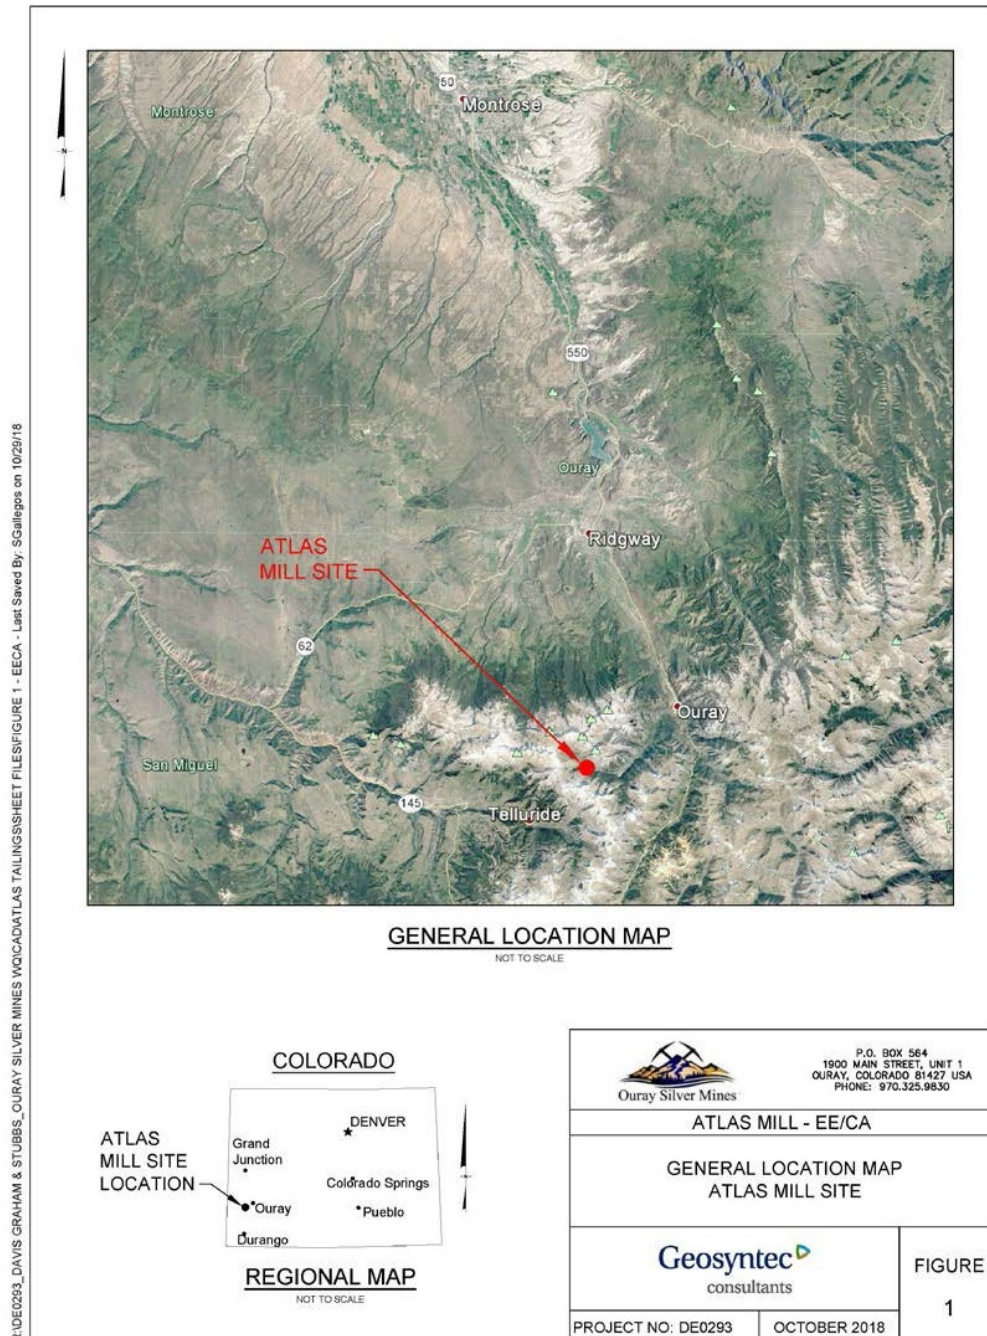 R:\DE0293_DAVIS GRAHAM & STUBBS_OURAY SILVER MINES WQ\CAD\ATLAS TAILINGS\SHEET FILES\FIGURE 1 - EECA - Last Saved By: SGallegos on 10/29/18
N
50
Montrose
Montrose
550
Ouray
Ridgway
ATLAS
MILL SITE
62
Ouray
San Miguel
145
Telluride
GENERAL LOCATION MAP
NOT TO SCALE
COLORADO
DENVER
ATLAS
MILL SITE
LOCATION
Grand
Junction
Colorado Springs
Ouray
Pueblo
Durango
REGIONAL MAP
NOT TO SCALE
Ouray Silver Mines
P.O. BOX 564
1900 MAIN STREET, UNIT 1
OURAY, COLORADO 81427 USA
PHONE: 970.325.9830
ATLAS MILL - EE/CA
GENERAL LOCATION MAP
ATLAS MILL SITE
Geosyntec
consultants
FIGURE
1
PROJECT NO: DE0293
OCTOBER 2018